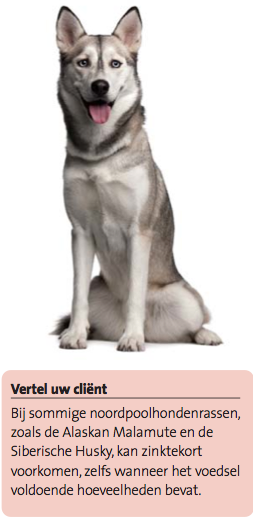 Vertel uw cliënt
Bij sommige noordpoolhondenrassen,
zoals de Alaskan Malamute en de
Siberische Husky, kan zinktekort
voorkomen, zelfs wanneer het voedsel
voldoende hoeveelheden bevat.